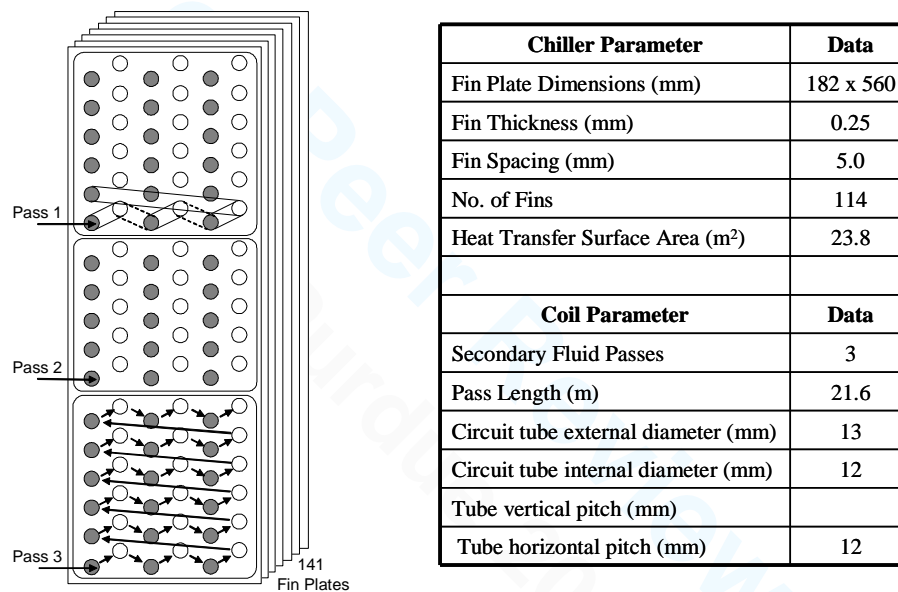 Pass 1
Pass 2
Pass 3
141
Fin Plates
Chiller Parameter Data
Fin Plate Dimensions (mm) 182 x 560
Fin Thickness (mm) 0.25
Fin Spacing (mm) 5.0
No. of Fins 114
Heat Transfer Surface Area (m²) 23.8
Coil Parameter Data
Secondary Fluid Passes 3
Pass Length (m) 21.6
Circuit tube external diameter (mm) 13
Circuit tube internal diameter (mm) 12
Tube vertical pitch (mm)
Tube horizontal pitch (mm) 12